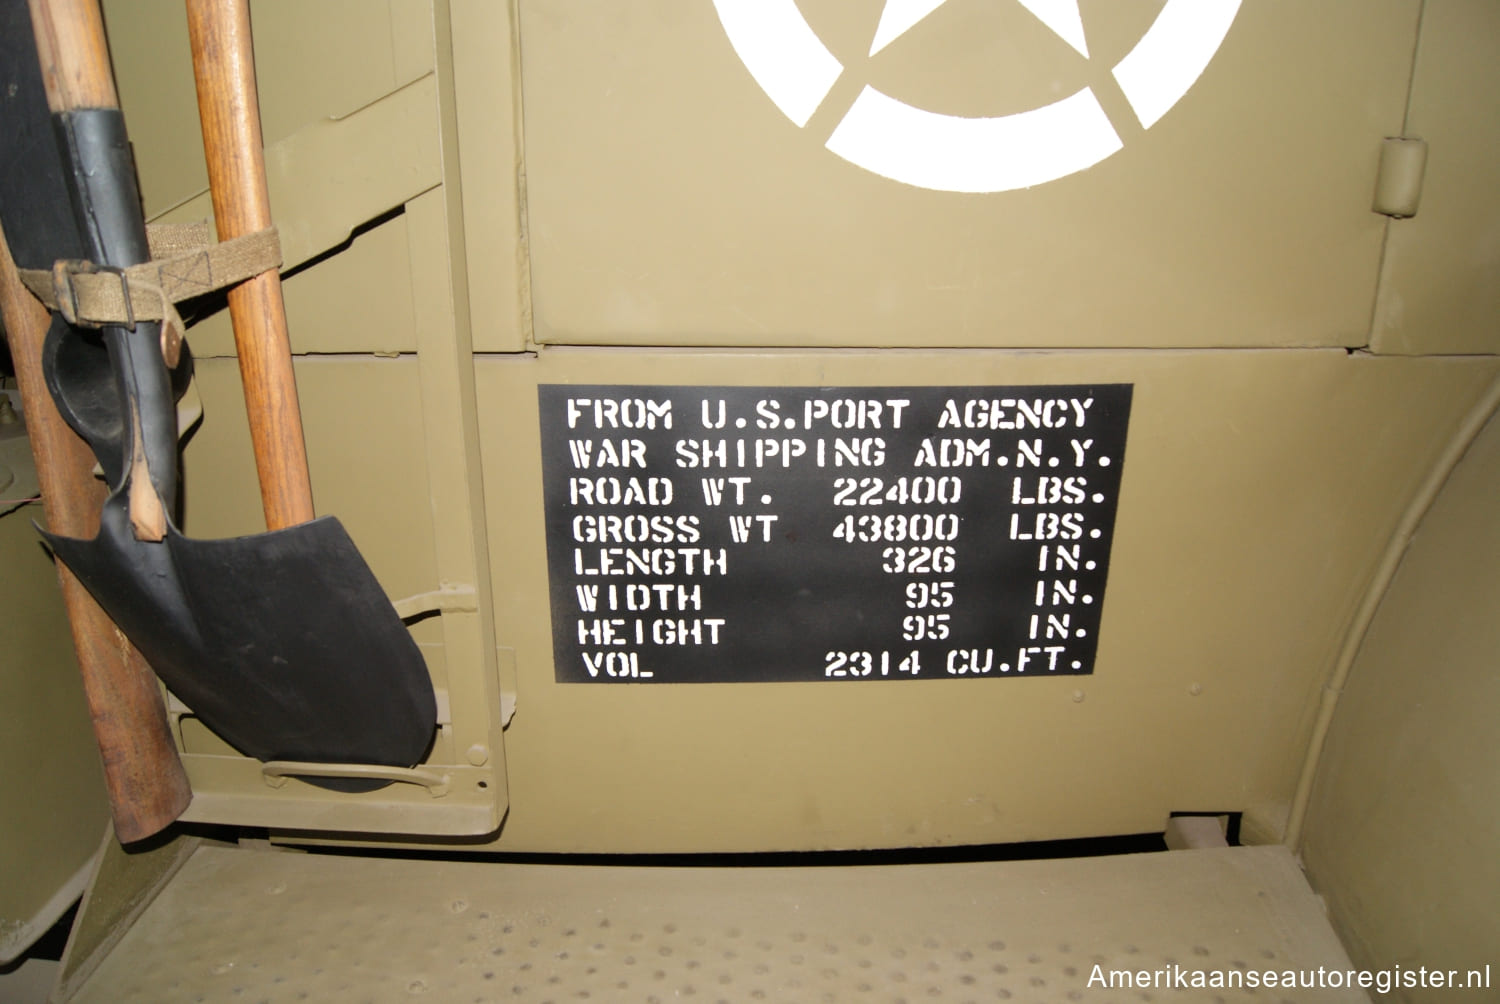 FROM U.S.PORT AGENCY
WAR SHIPPING ADM.N.Y.
ROAD WT. 22400 LBS.
GROSS WT 43800 LBS.
LENGTH 326 IN.
WIDTH 95 IN.
HEIGHT 95 IN.
VOL 2314 CU.FT.
Amerikaanseautoregister.nl